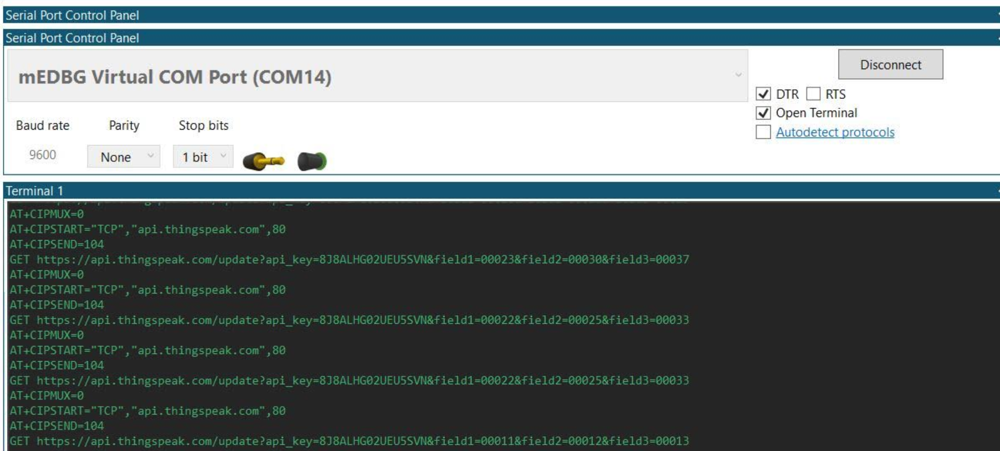 Serial Port Control Panel
Serial Port Control Panel
mEDBG Virtual COM Port (COM14)
Disconnect
DTR RTS
Open Terminal
Autodetect protocols
Baud rate Parity Stop bits
9600 None 1 bit
Terminal 1
AT+CIPMUX=0
AT+CIPSTART="TCP","api.thingspeak.com",80
AT+CIPSEND=104
GET https://api.thingspeak.com/update?api_key=8J8ALHG02UEU5SVN&field1=00023&field2=00030&field3=00037
AT+CIPMUX=0
AT+CIPSTART="TCP","api.thingspeak.com",80
AT+CIPSEND=104
GET https://api.thingspeak.com/update?api_key=8J8ALHG02UEU5SVN&field1=00022&field2=00025&field3=00033
AT+CIPMUX=0
AT+CIPSTART="TCP","api.thingspeak.com",80
AT+CIPSEND=104
GET https://api.thingspeak.com/update?api_key=8J8ALHG02UEU5SVN&field1=00022&field2=00025&field3=00033
AT+CIPMUX=0
AT+CIPSTART="TCP","api.thingspeak.com",80
AT+CIPSEND=104
GET https://api.thingspeak.com/update?api_key=8J8ALHG02UEU5SVN&field1=00011&field2=00012&field3=00013